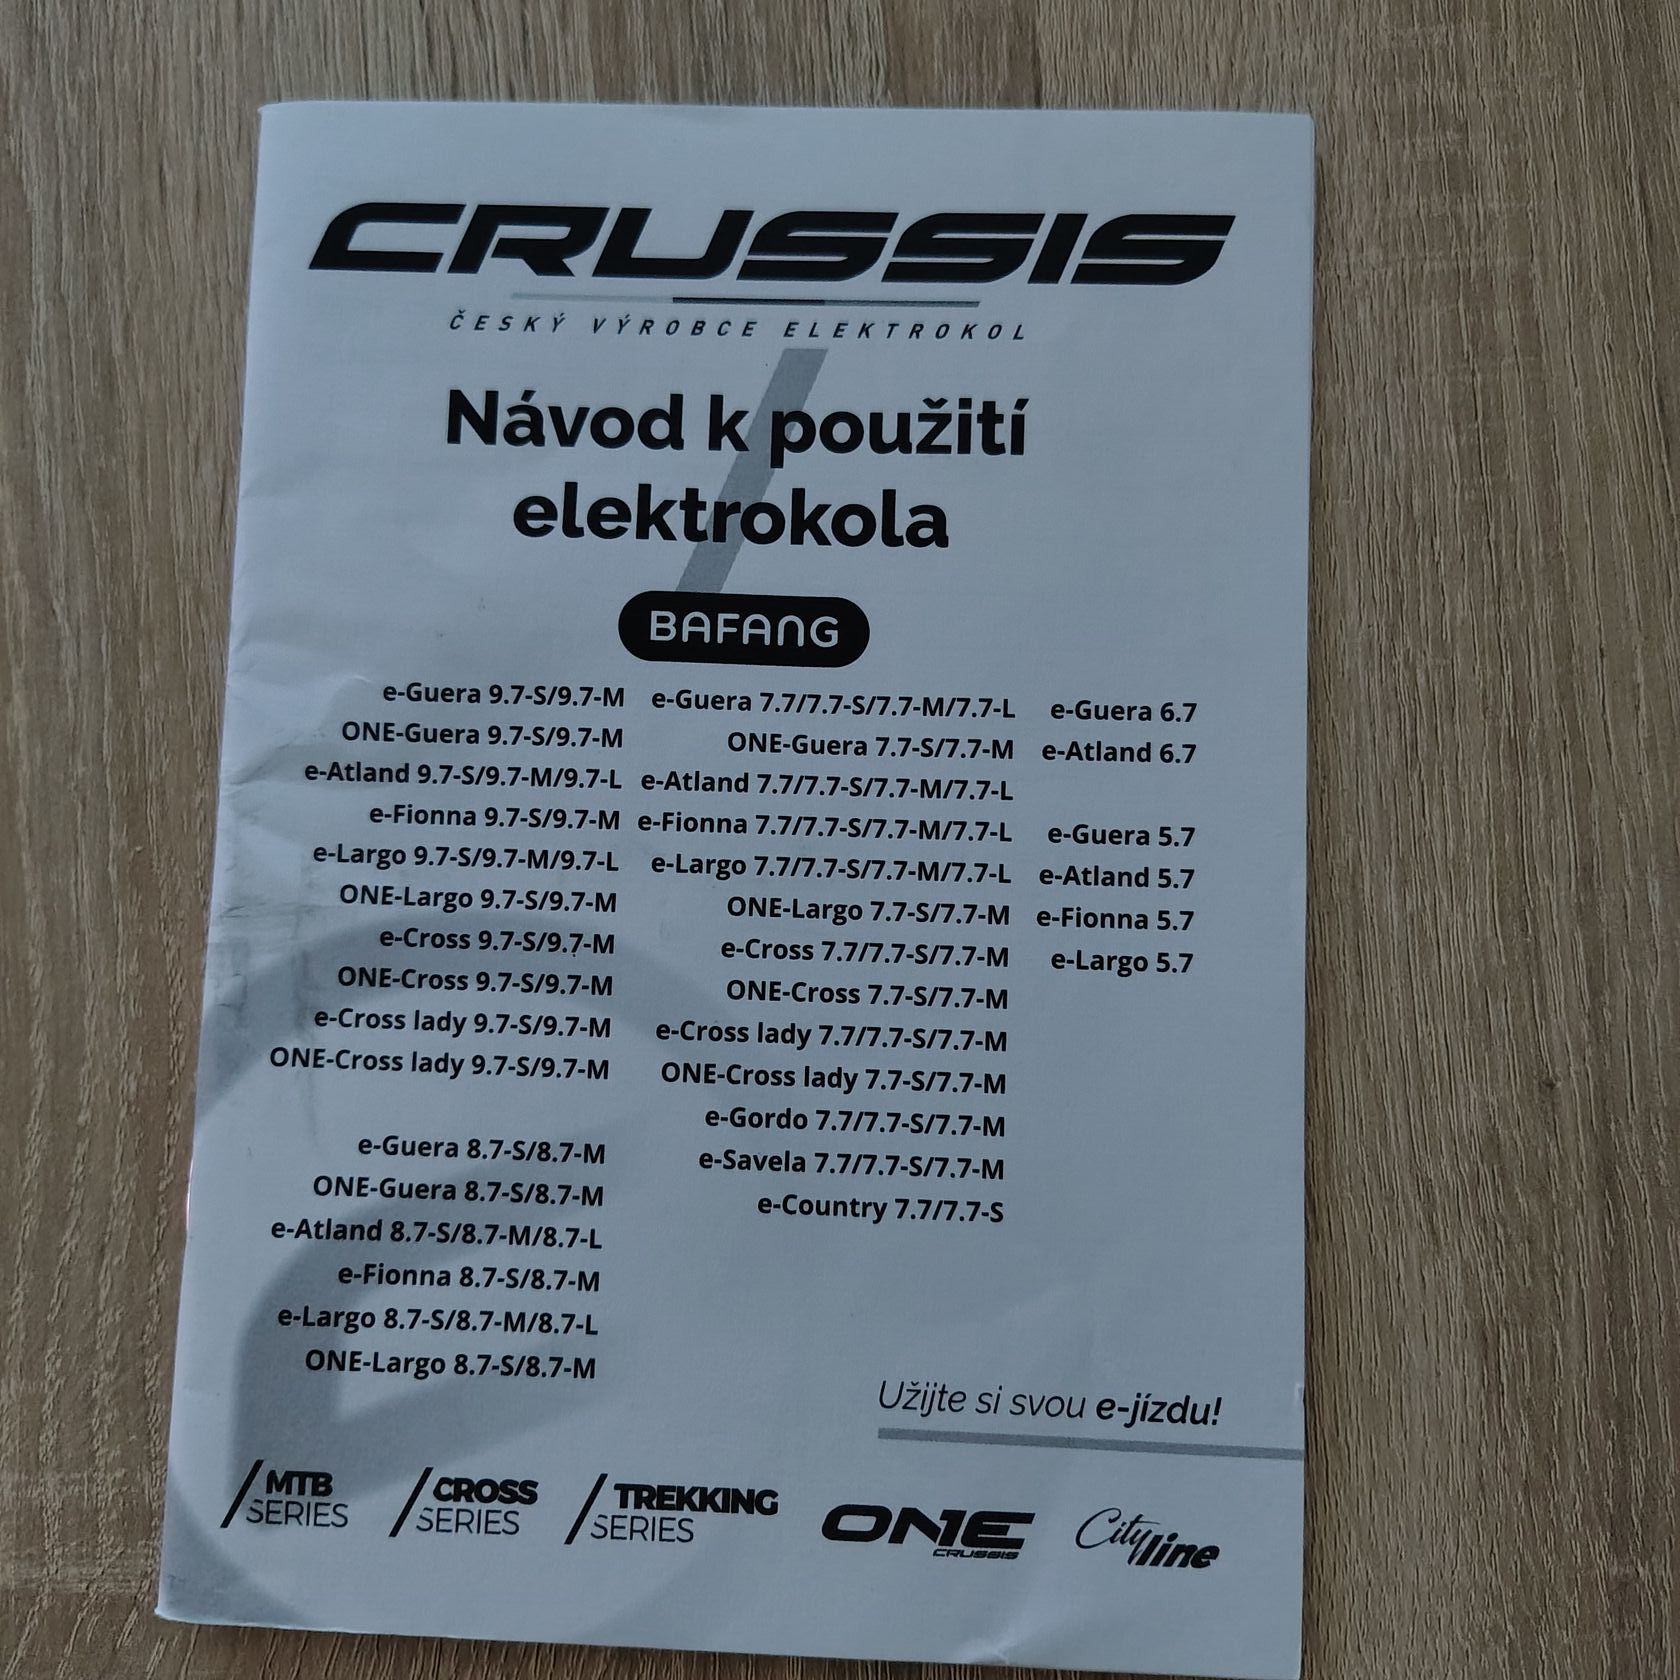 CRUSSIS
ČESKÝ VÝROBCE ELEKTROKOL
Návod k použití
elektrokola
BAFANG
e-Guera 9.7-S/9.7-M
ONE-Guera 9.7-S/9.7-M
e-Atland 9.7-S/9.7-M/9.7-L
e-Fionna 9.7-S/9.7-M
e-Largo 9.7-S/9.7-M/9.7-L
ONE-Largo 9.7-S/9.7-M
e-Cross 9.7-S/9.7-M
ONE-Cross 9.7-S/9.7-M
e-Cross lady 9.7-S/9.7-M
ONE-Cross lady 9.7-S/9.7-M
e-Guera 8.7-S/8.7-M
ONE-Guera 8.7-S/8.7-M
e-Atland 8.7-S/8.7-M/8.7-L
e-Fionna 8.7-S/8.7-M
e-Largo 8.7-S/8.7-M/8.7-L
ONE-Largo 8.7-S/8.7-M
e-Guera 7.7/7.7-S/7.7-M/7.7-L
ONE-Guera 7.7-S/7.7-M
e-Atland 7.7/7.7-S/7.7-M/7.7-L
e-Fionna 7.7/7.7-S/7.7-M/7.7-L
e-Largo 7.7/7.7-S/7.7-M/7.7-L
ONE-Largo 7.7-S/7.7-M
e-Cross 7.7/7.7-S/7.7-M
ONE-Cross 7.7-S/7.7-M
e-Cross lady 7.7/7.7-S/7.7-M
ONE-Cross lady 7.7-S/7.7-M
e-Gordo 7.7/7.7-S/7.7-M
e-Savela 7.7/7.7-S/7.7-M
e-Country 7.7/7.7-S
e-Guera 6.7
e-Atland 6.7
e-Guera 5.7
e-Atland 5.7
e-Fionna 5.7
e-Largo 5.7
Užijte si svou e-jízdu!
MTB
SERIES
CROSS
SERIES
TREKKING
SERIES
ONE
CRUSSIS
City line